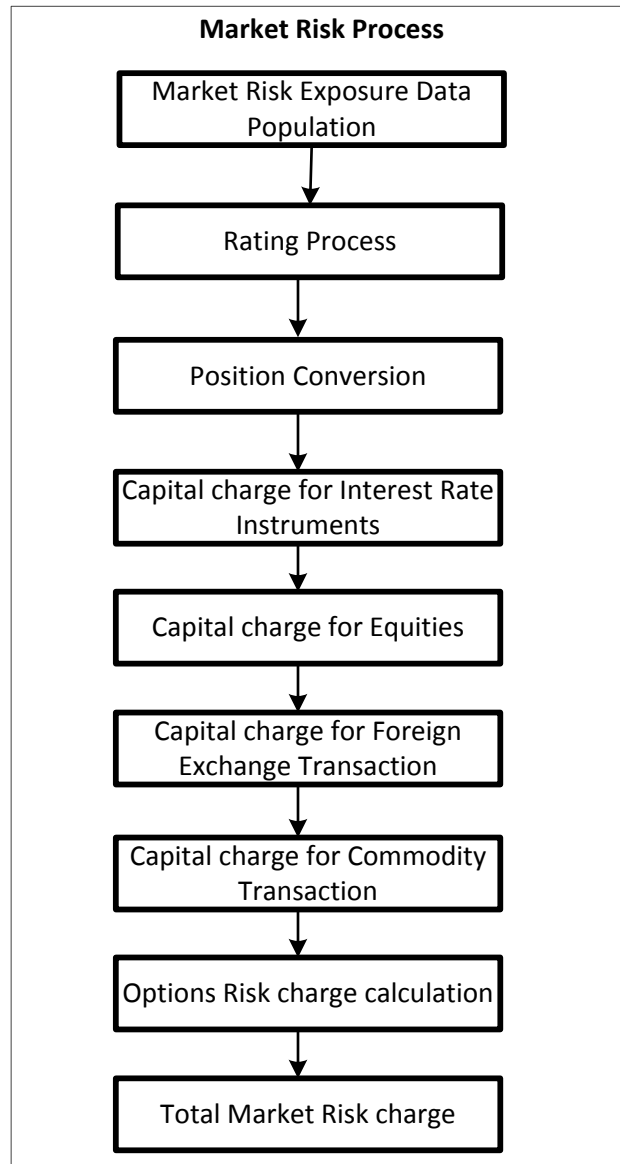 Market Risk Process
Market Risk Exposure Data
Population
Rating Process
Position Conversion
Capital charge for Interest Rate
Instruments
Capital charge for Equities
Capital charge for Foreign
Exchange Transaction
Capital charge for Commodity
Transaction
Options Risk charge calculation
Total Market Risk charge